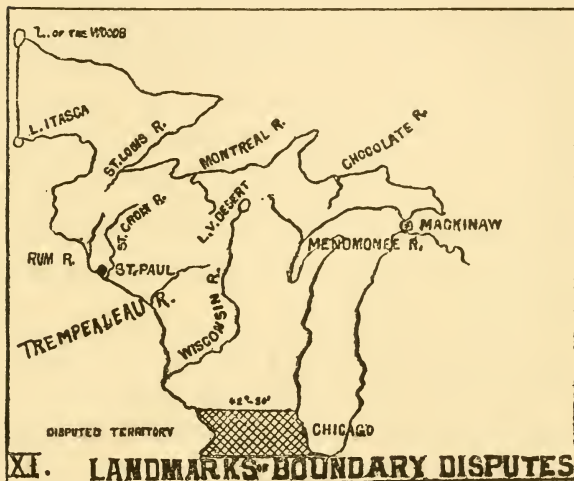 L. OF THE WOODS
L. ITASCA
ST. LOUIS R.
MONTREAL R.
CHOCOLATE R.
ST. CROIX R.
L. V. DESERT
MACKINAW
MENOMONEE R.
RUM R.
ST. PAUL
TREMPEALEAU R.
WISCONSIN R.
42°-30'
DISPUTED TERRITORY
CHICAGO
XI. LANDMARKS OF BOUNDARY DISPUTES